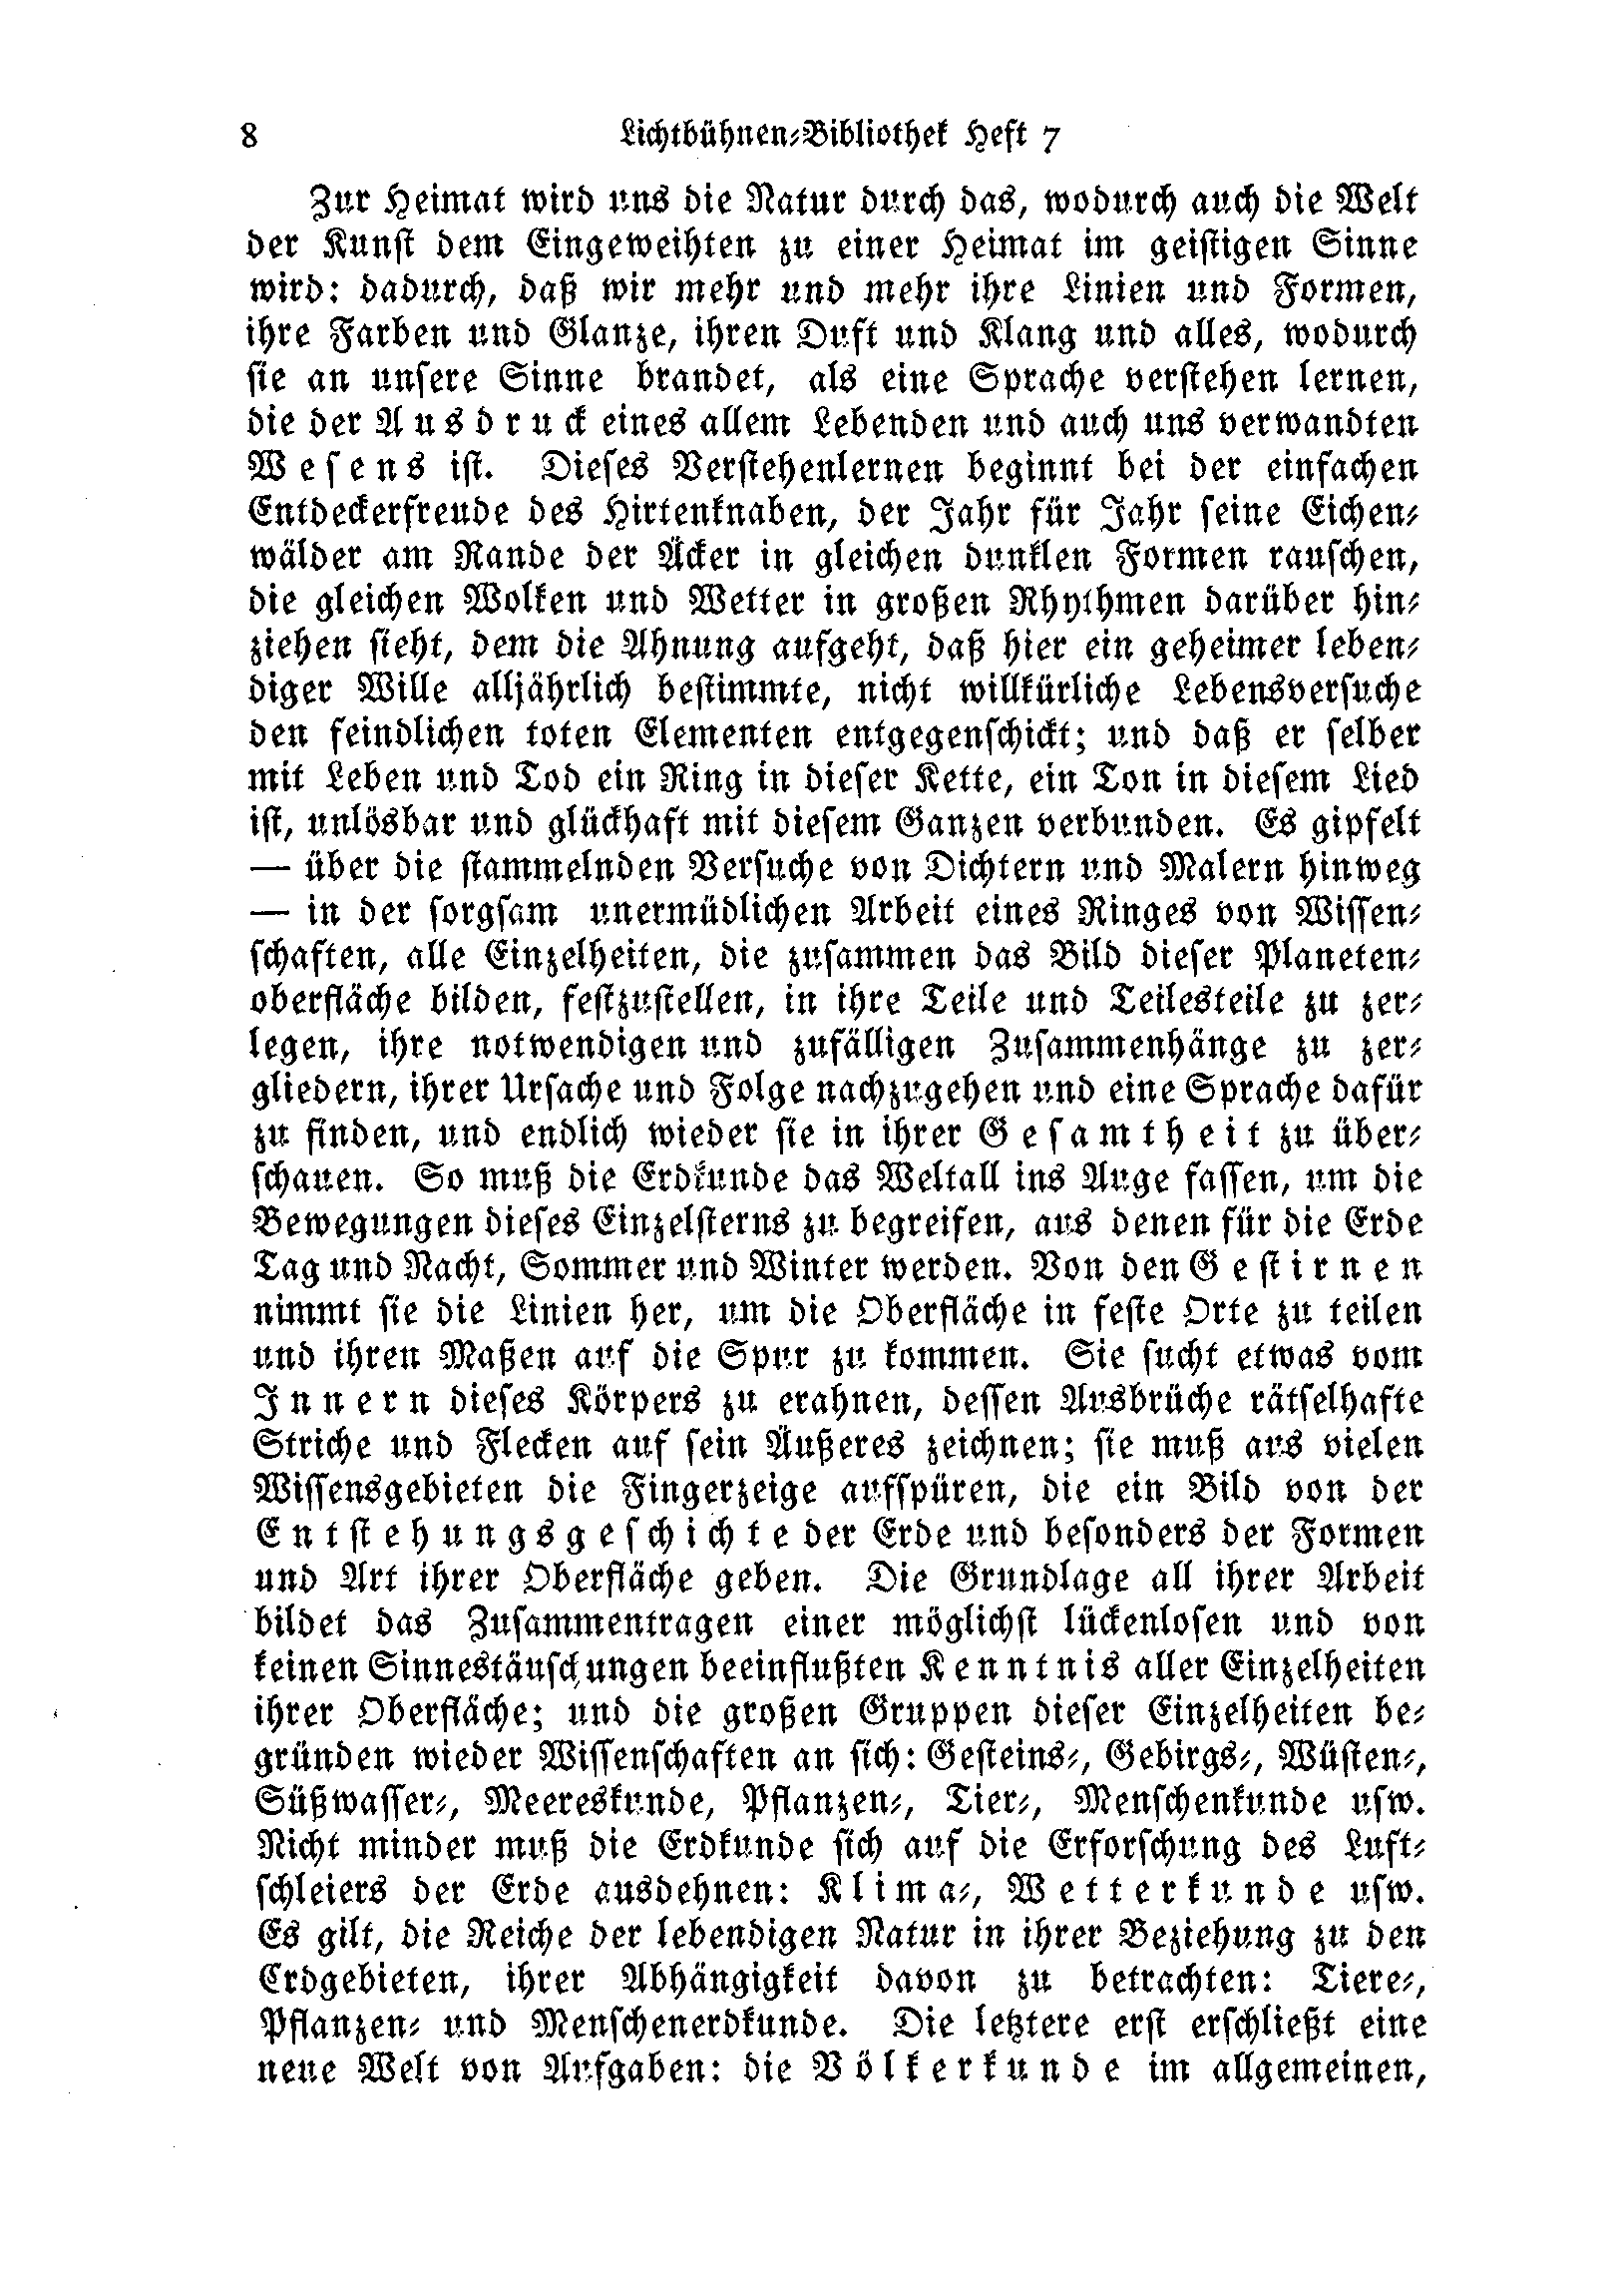 8 Lichtbühnen-Bibliothek Heft 7
Zur Heimat wird uns die Natur durch das, wodurch auch die Welt
der Kunst dem Eingeweihten zu einer Heimat im geistigen Sinne
wird: dadurch, daß wir mehr und mehr ihre Linien und Formen,
ihre Farben und Glanze, ihren Duft und Klang und alles, wodurch
sie an unsere Sinne brandet, als eine Sprache verstehen lernen,
die der Ausdruck eines allem Lebenden und auch uns verwandten
Wesens ist. Dieses Verstehenlernen beginnt bei der einfachen
Entdeckerfreude des Hirtenknaben, der Jahr für Jahr seine Eichen-
wälder am Rande der Äcker in gleichen dunklen Formen rauschen,
die gleichen Wolken und Wetter in großen Rhythmen darüber hin-
ziehen sieht, dem die Ahnung aufgeht, daß hier ein geheimer leben-
diger Wille alljährlich bestimmte, nicht willkürliche Lebensversuche
den feindlichen toten Elementen entgegenschickt; und daß er selber
mit Leben und Tod ein Ring in dieser Kette, ein Ton in diesem Lied
ist, unlösbar und glückhaft mit diesem Ganzen verbunden. Es gipfelt
— über die stammelnden Versuche von Dichtern und Malern hinweg
— in der sorgsam unermüdlichen Arbeit eines Ringes von Wissen-
schaften, alle Einzelheiten, die zusammen das Bild dieser Planeten-
oberfläche bilden, festzustellen, in ihre Teile und Teilesteile zu zer-
legen, ihre notwendigen und zufälligen Zusammenhänge zu zer-
gliedern, ihrer Ursache und Folge nachzugehen und eine Sprache dafür
zu finden, und endlich wieder sie in ihrer Gesamtheit zu über-
schauen. So muß die Erdkunde das Weltall ins Auge fassen, um die
Bewegungen dieses Einzelsterns zu begreifen, aus denen für die Erde
Tag und Nacht, Sommer und Winter werden. Von den Gestirnen
nimmt sie die Linien her, um die Oberfläche in feste Orte zu teilen
und ihren Maßen auf die Spur zu kommen. Sie sucht etwas vom
Innern dieses Körpers zu erahnen, dessen Ausbrüche rätselhafte
Striche und Flecken auf sein Äußeres zeichnen; sie muß aus vielen
Wissensgebieten die Fingerzeige aufspüren, die ein Bild von der
Entstehungsgeschichte der Erde und besonders der Formen
und Art ihrer Oberfläche geben. Die Grundlage all ihrer Arbeit
bildet das Zusammentragen einer möglichst lückenlosen und von
keinen Sinnestäuschungen beeinflußten Kenntnis aller Einzelheiten
ihrer Oberfläche; und die großen Gruppen dieser Einzelheiten be-
gründen wieder Wissenschaften an sich: Gesteins-, Gebirgs-, Wüsten-,
Süßwasser-, Meereskunde, Pflanzen-, Tier-, Menschenkunde usw.
Nicht minder muß die Erdkunde sich auf die Erforschung des Luft-
schleiers der Erde ausdehnen: Klima-, Wetterkunde usw.
Es gilt, die Reiche der lebendigen Natur in ihrer Beziehung zu den
Erdgebieten, ihrer Abhängigkeit davon zu betrachten: Tiere-,
Pflanzen- und Menschenerdkunde. Die letztere erst erschließt eine
neue Welt von Aufgaben: die Völkerkunde im allgemeinen,